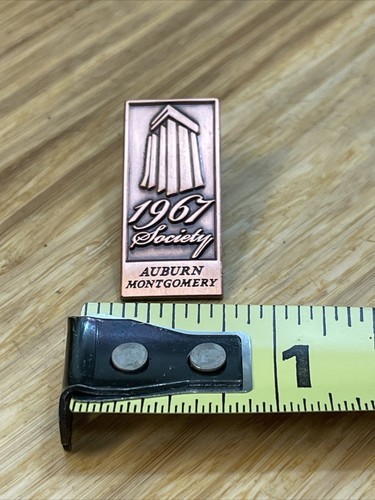 1967
Society
AUBURN
MONTGOMERY
1